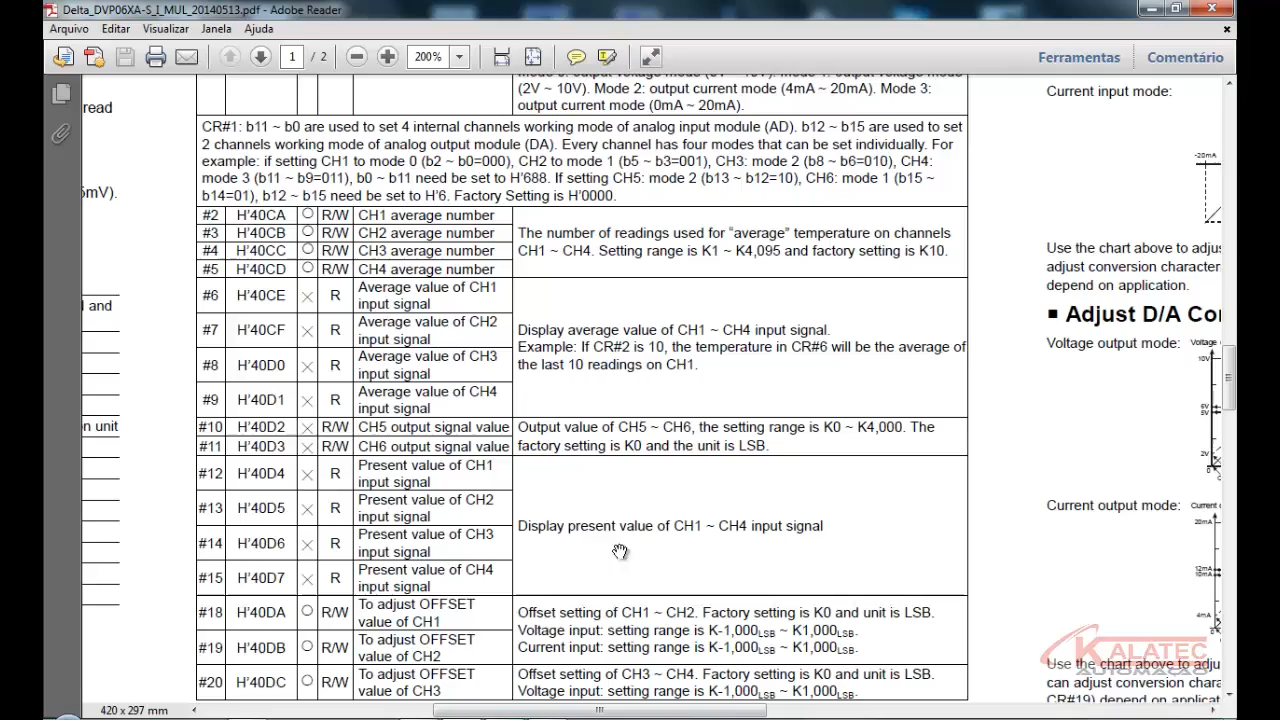 Delta_DVP06XA-S_I_MUL_20140513.pdf - Adobe Reader
Arquivo Editar Visualizar Janela Ajuda
1 / 2 200% Ferramentas Comentário
(2V ~ 10V). Mode 2: output current mode (4mA ~ 20mA). Mode 3:
output current mode (0mA ~ 20mA).
CR#1: b11 ~ b0 are used to set 4 internal channels working mode of analog input module (AD). b12 ~ b15 are used to set
2 channels working mode of analog output module (DA). Every channel has four modes that can be set individually. For
example: if setting CH1 to mode 0 (b2 ~ b0=000), CH2 to mode 1 (b5 ~ b3=001), CH3: mode 2 (b8 ~ b6=010), CH4:
mode 3 (b11 ~ b9=011), b0 ~ b11 need be set to H’688. If setting CH5: mode 2 (b13 ~ b12=10), CH6: mode 1 (b15 ~
b14=01), b12 ~ b15 need be set to H’6. Factory Setting is H’0000.
#2 H’40CA ○ R/W CH1 average number
#3 H’40CB ○ R/W CH2 average number
#4 H’40CC ○ R/W CH3 average number
#5 H’40CD ○ R/W CH4 average number
The number of readings used for “average” temperature on channels
CH1 ~ CH4. Setting range is K1 ~ K4,095 and factory setting is K10.
#6 H’40CE × R Average value of CH1
input signal
#7 H’40CF × R Average value of CH2
input signal
#8 H’40D0 × R Average value of CH3
input signal
#9 H’40D1 × R Average value of CH4
input signal
Display average value of CH1 ~ CH4 input signal.
Example: If CR#2 is 10, the temperature in CR#6 will be the average of
the last 10 readings on CH1.
#10 H’40D2 × R/W CH5 output signal value
#11 H’40D3 × R/W CH6 output signal value
Output value of CH5 ~ CH6, the setting range is K0 ~ K4,000. The
factory setting is K0 and the unit is LSB.
#12 H’40D4 × R Present value of CH1
input signal
#13 H’40D5 × R Present value of CH2
input signal
#14 H’40D6 × R Present value of CH3
input signal
#15 H’40D7 × R Present value of CH4
input signal
Display present value of CH1 ~ CH4 input signal
#18 H’40DA ○ R/W To adjust OFFSET
value of CH1
#19 H’40DB ○ R/W To adjust OFFSET
value of CH2
Offset setting of CH1 ~ CH2. Factory setting is K0 and unit is LSB.
Voltage input: setting range is K-1,000LSB ~ K1,000LSB.
Current input: setting range is K-1,000LSB ~ K1,000LSB.
#20 H’40DC ○ R/W To adjust OFFSET
value of CH3
Offset setting of CH3 ~ CH4. Factory setting is K0 and unit is LSB.
Voltage input: setting range is K-1,000LSB ~ K1,000LSB.
read
5mV).
and
on unit
Current input mode:
-20mA
Use the chart above to adjus
adjust conversion character
depend on application.
■ Adjust D/A Co
Voltage output mode:
Voltage
10V
6V
5V
2V
Current output mode:
Current o
20mA
12mA
10mA
4mA
Use the chart above to adju
can adjust conversion chara
CR#19) depend on applicat
KALATEC
AUTOMAÇÃO
420 x 297 mm